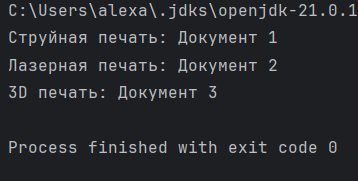 C:\Users\alexa\.jdks\openjdk-21.0.1
Струйная печать: Документ 1
Лазерная печать: Документ 2
3D печать: Документ 3
Process finished with exit code 0